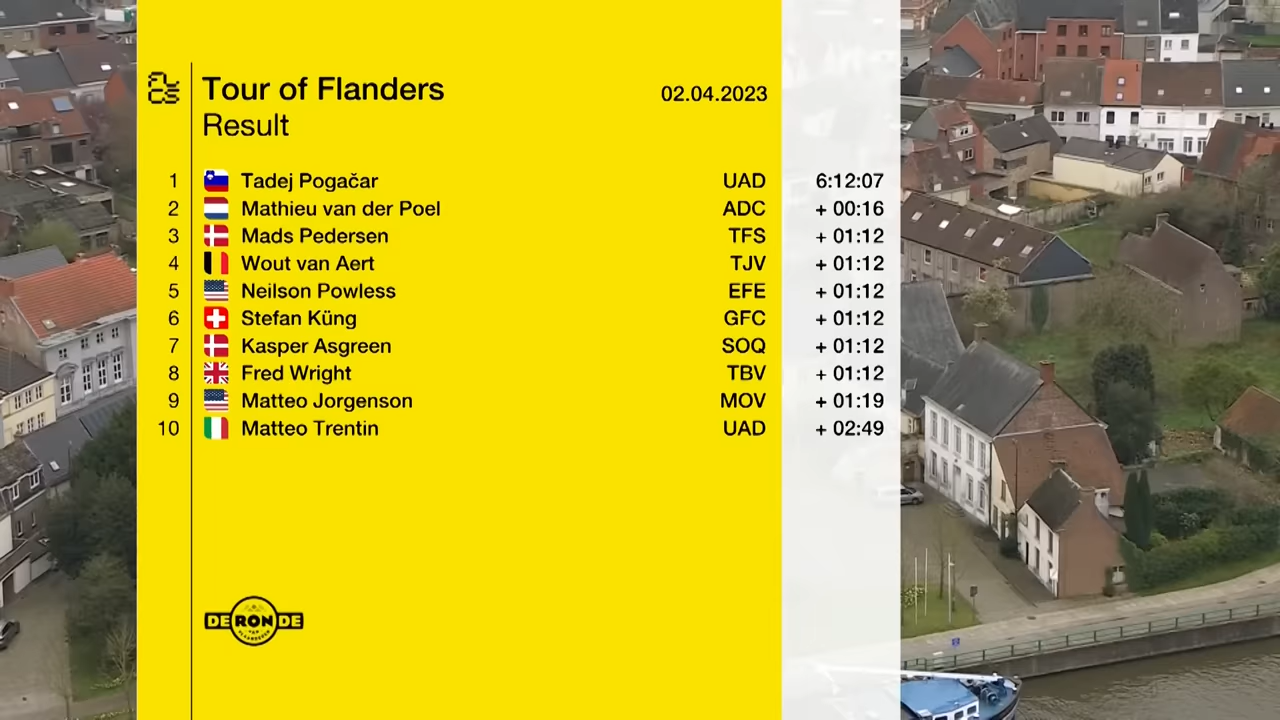 Tour of Flanders 02.04.2023
Result
1 Tadej Pogačar UAD 6:12:07
2 Mathieu van der Poel ADC + 00:16
3 Mads Pedersen TFS + 01:12
4 Wout van Aert TJV + 01:12
5 Neilson Powless EFE + 01:12
6 Stefan Küng GFC + 01:12
7 Kasper Asgreen SOQ + 01:12
8 Fred Wright TBV + 01:12
9 Matteo Jorgenson MOV + 01:19
10 Matteo Trentin UAD + 02:49
DE RONDE
VAN
VLAANDEREN